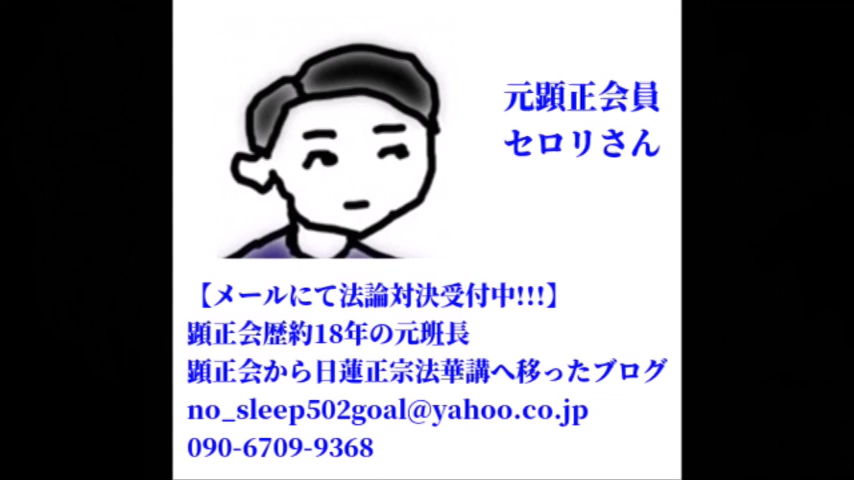 元顕正会員
セロリさん
【メールにて法論対決受付中!!!】
顕正会歴約18年の元班長
顕正会から日蓮正宗法華講へ移ったブログ
no_sleep502goal@yahoo.co.jp
090-6709-9368